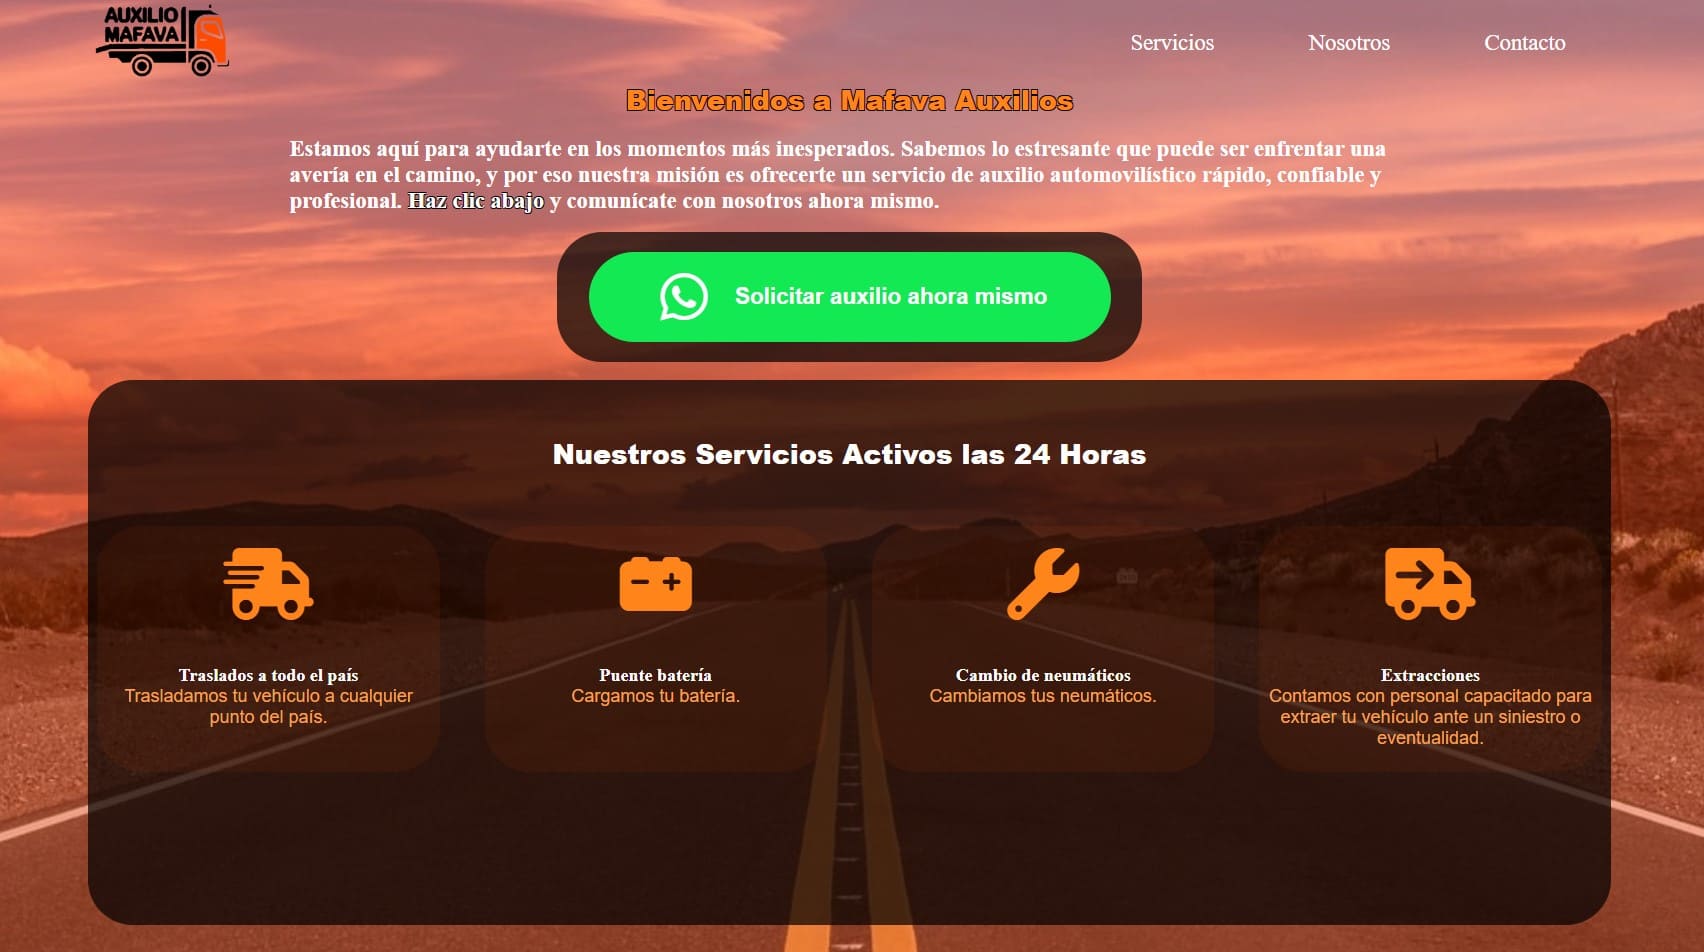 AUXILIO
MAFAVA
Servicios Nosotros Contacto
Bienvenidos a Mafava Auxilios
Estamos aquí para ayudarte en los momentos más inesperados. Sabemos lo estresante que puede ser enfrentar una
avería en el camino, y por eso nuestra misión es ofrecerte un servicio de auxilio automovilístico rápido, confiable y
profesional. Haz clic abajo y comunícate con nosotros ahora mismo.
Solicitar auxilio ahora mismo
Nuestros Servicios Activos las 24 Horas
Traslados a todo el país
Trasladamos tu vehículo a cualquier
punto del país.
Puente batería
Cargamos tu batería.
Cambio de neumáticos
Cambiamos tus neumáticos.
Extracciones
Contamos con personal capacitado para
extraer tu vehículo ante un siniestro o
eventualidad.